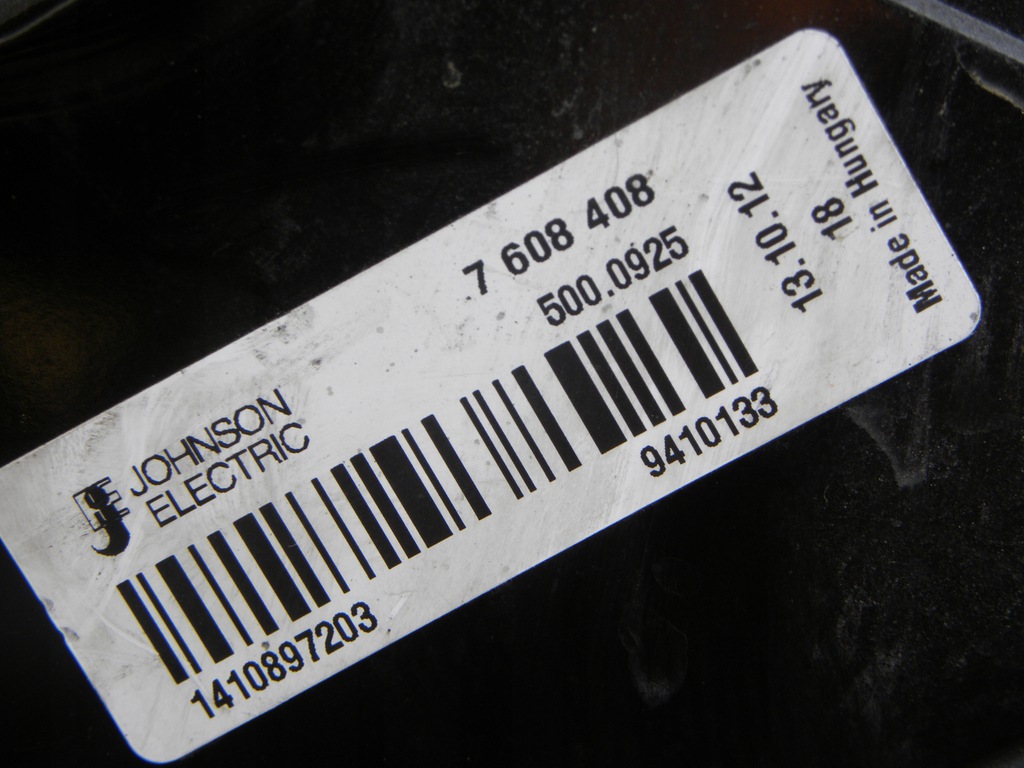 7 608 408
500.0925
JOHNSON
ELECTRIC
1410897203
9410133
13.10.12
18
Made in Hungary